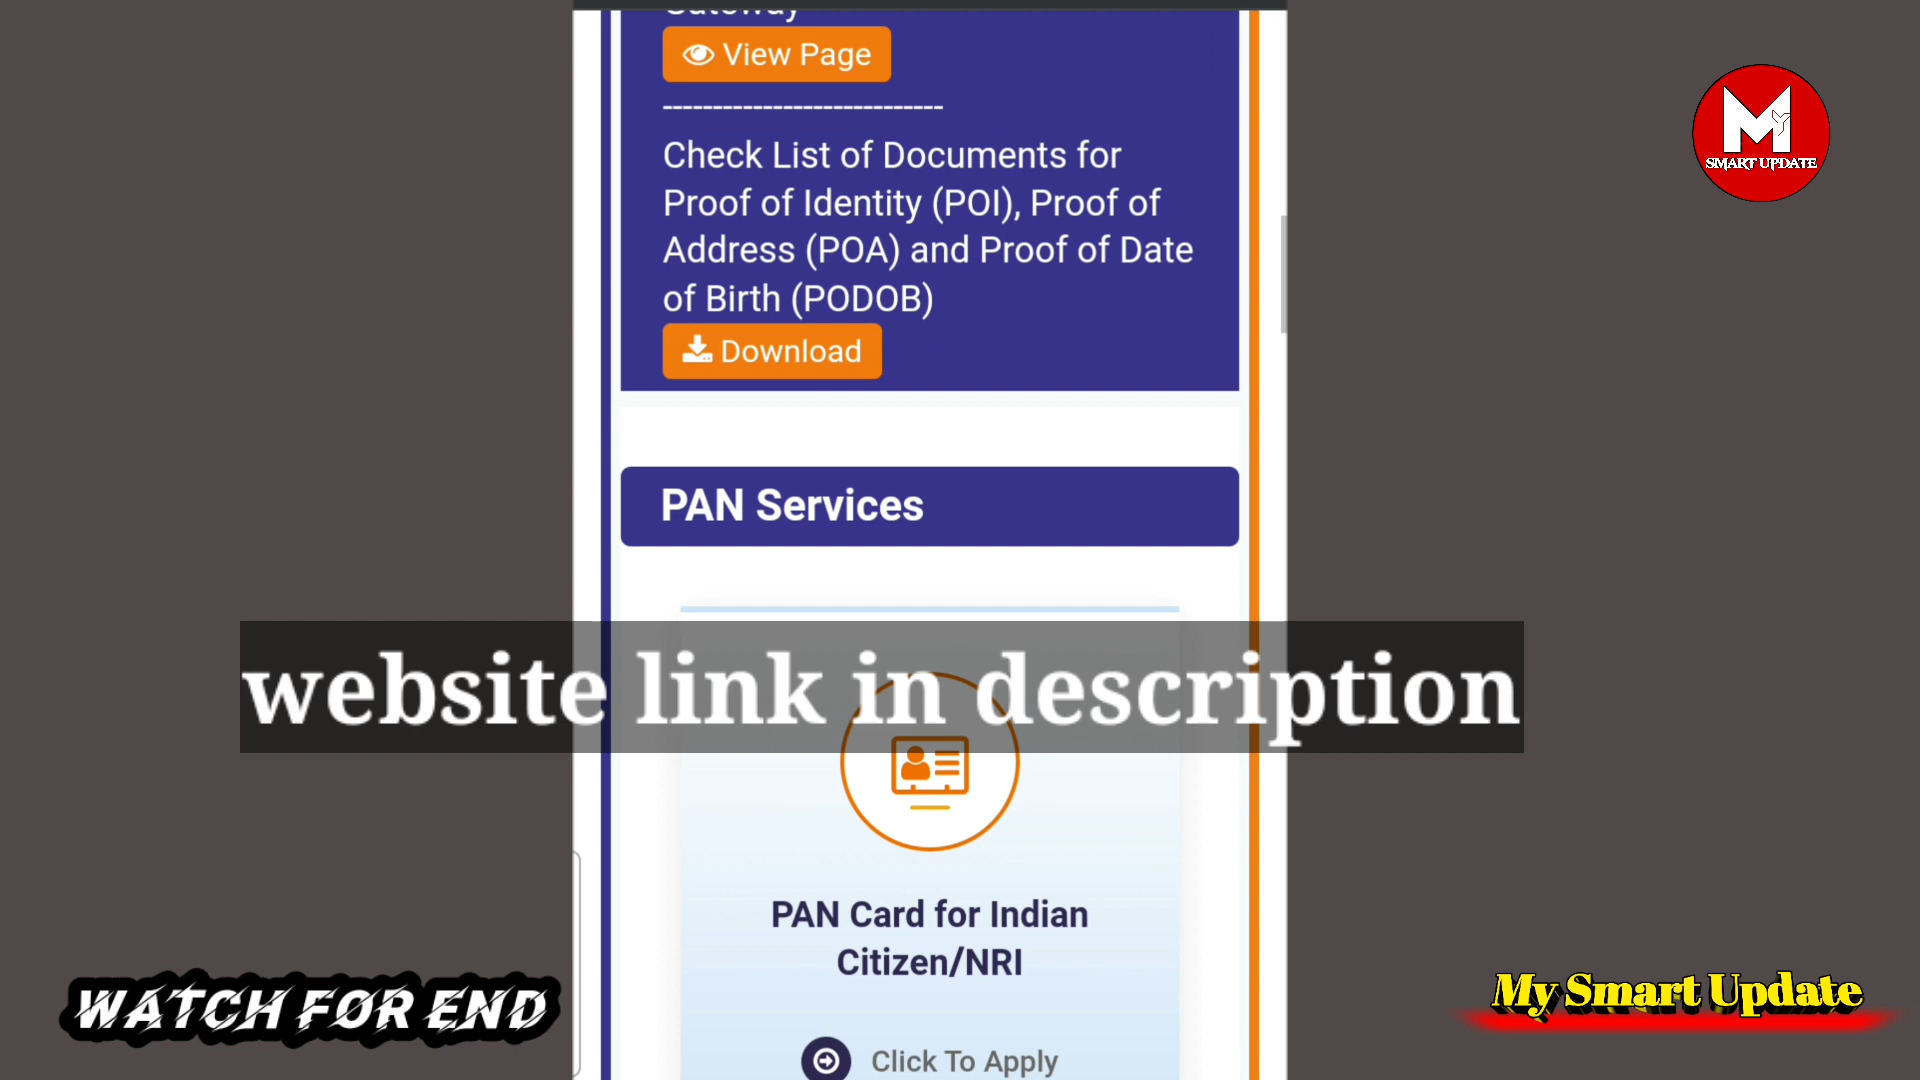 Gateway
View Page
----------------------------
Check List of Documents for
Proof of Identity (POI), Proof of
Address (POA) and Proof of Date
of Birth (PODOB)
Download
PAN Services
website link in description
PAN Card for Indian
Citizen/NRI
Click To Apply
M
Y
SMART UPDATE
WATCH FOR END
My Smart Update